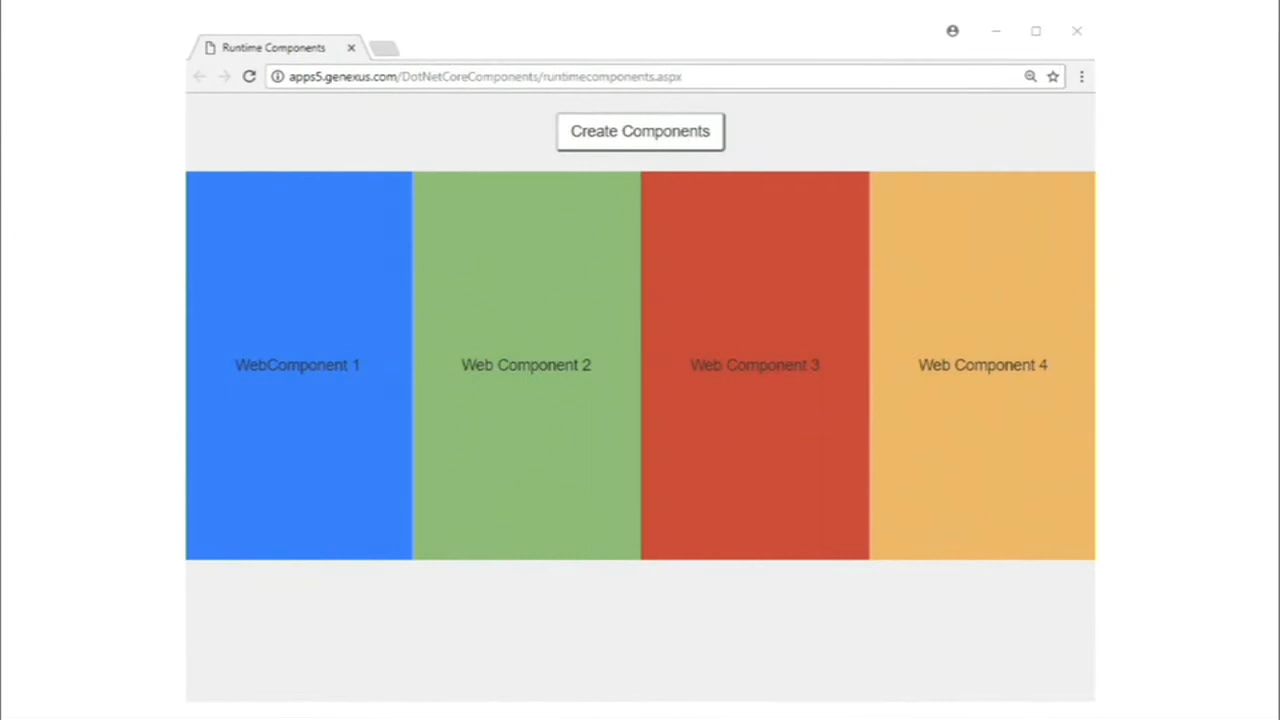 Runtime Components
apps5.genexus.com/DotNetCoreComponents/runtimecomponents.aspx
Create Components
WebComponent 1
Web Component 2
Web Component 3
Web Component 4